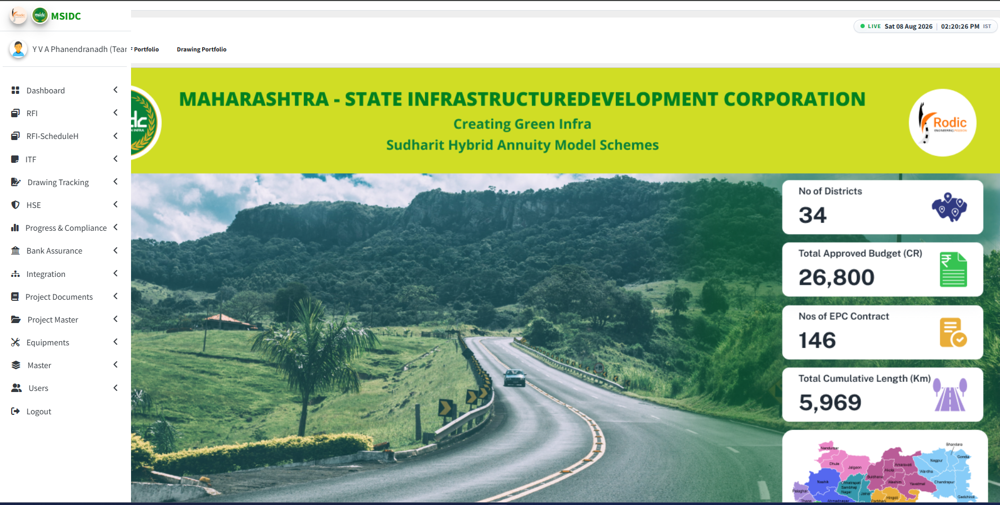 MSIDC
LIVE Sat 08 Aug 2026 | 02:20:26 PM IST
Y V A Phanendranadh (Tear
F Portfolio
Drawing Portfolio
Dashboard
RFI
RFI-ScheduleH
ITF
Drawing Tracking
HSE
Progress & Compliance
Bank Assurance
Integration
Project Documents
Project Master
Equipments
Master
Users
Logout
MAHARASHTRA - STATE INFRASTRUCTUREDEVELOPMENT CORPORATION
Creating Green Infra
Sudharit Hybrid Annuity Model Schemes
Rodic
No of Districts
34
Total Approved Budget (CR)
26,800
Nos of EPC Contract
146
Total Cumulative Length (Km)
5,969
Bhandara
Nandurbar
Gondia
Nagpur
Dhule
Jalgaon
Amaravati
Akola
Wardha
Buldhana
Nashik
Chhatrapati
Sambhaji
Nagar
Washim
Yavatmal
Chandrapur
Jalna
Palaghar
Hingoli
Gadchiroli
Thane
Ahmadnagar
Parbhani